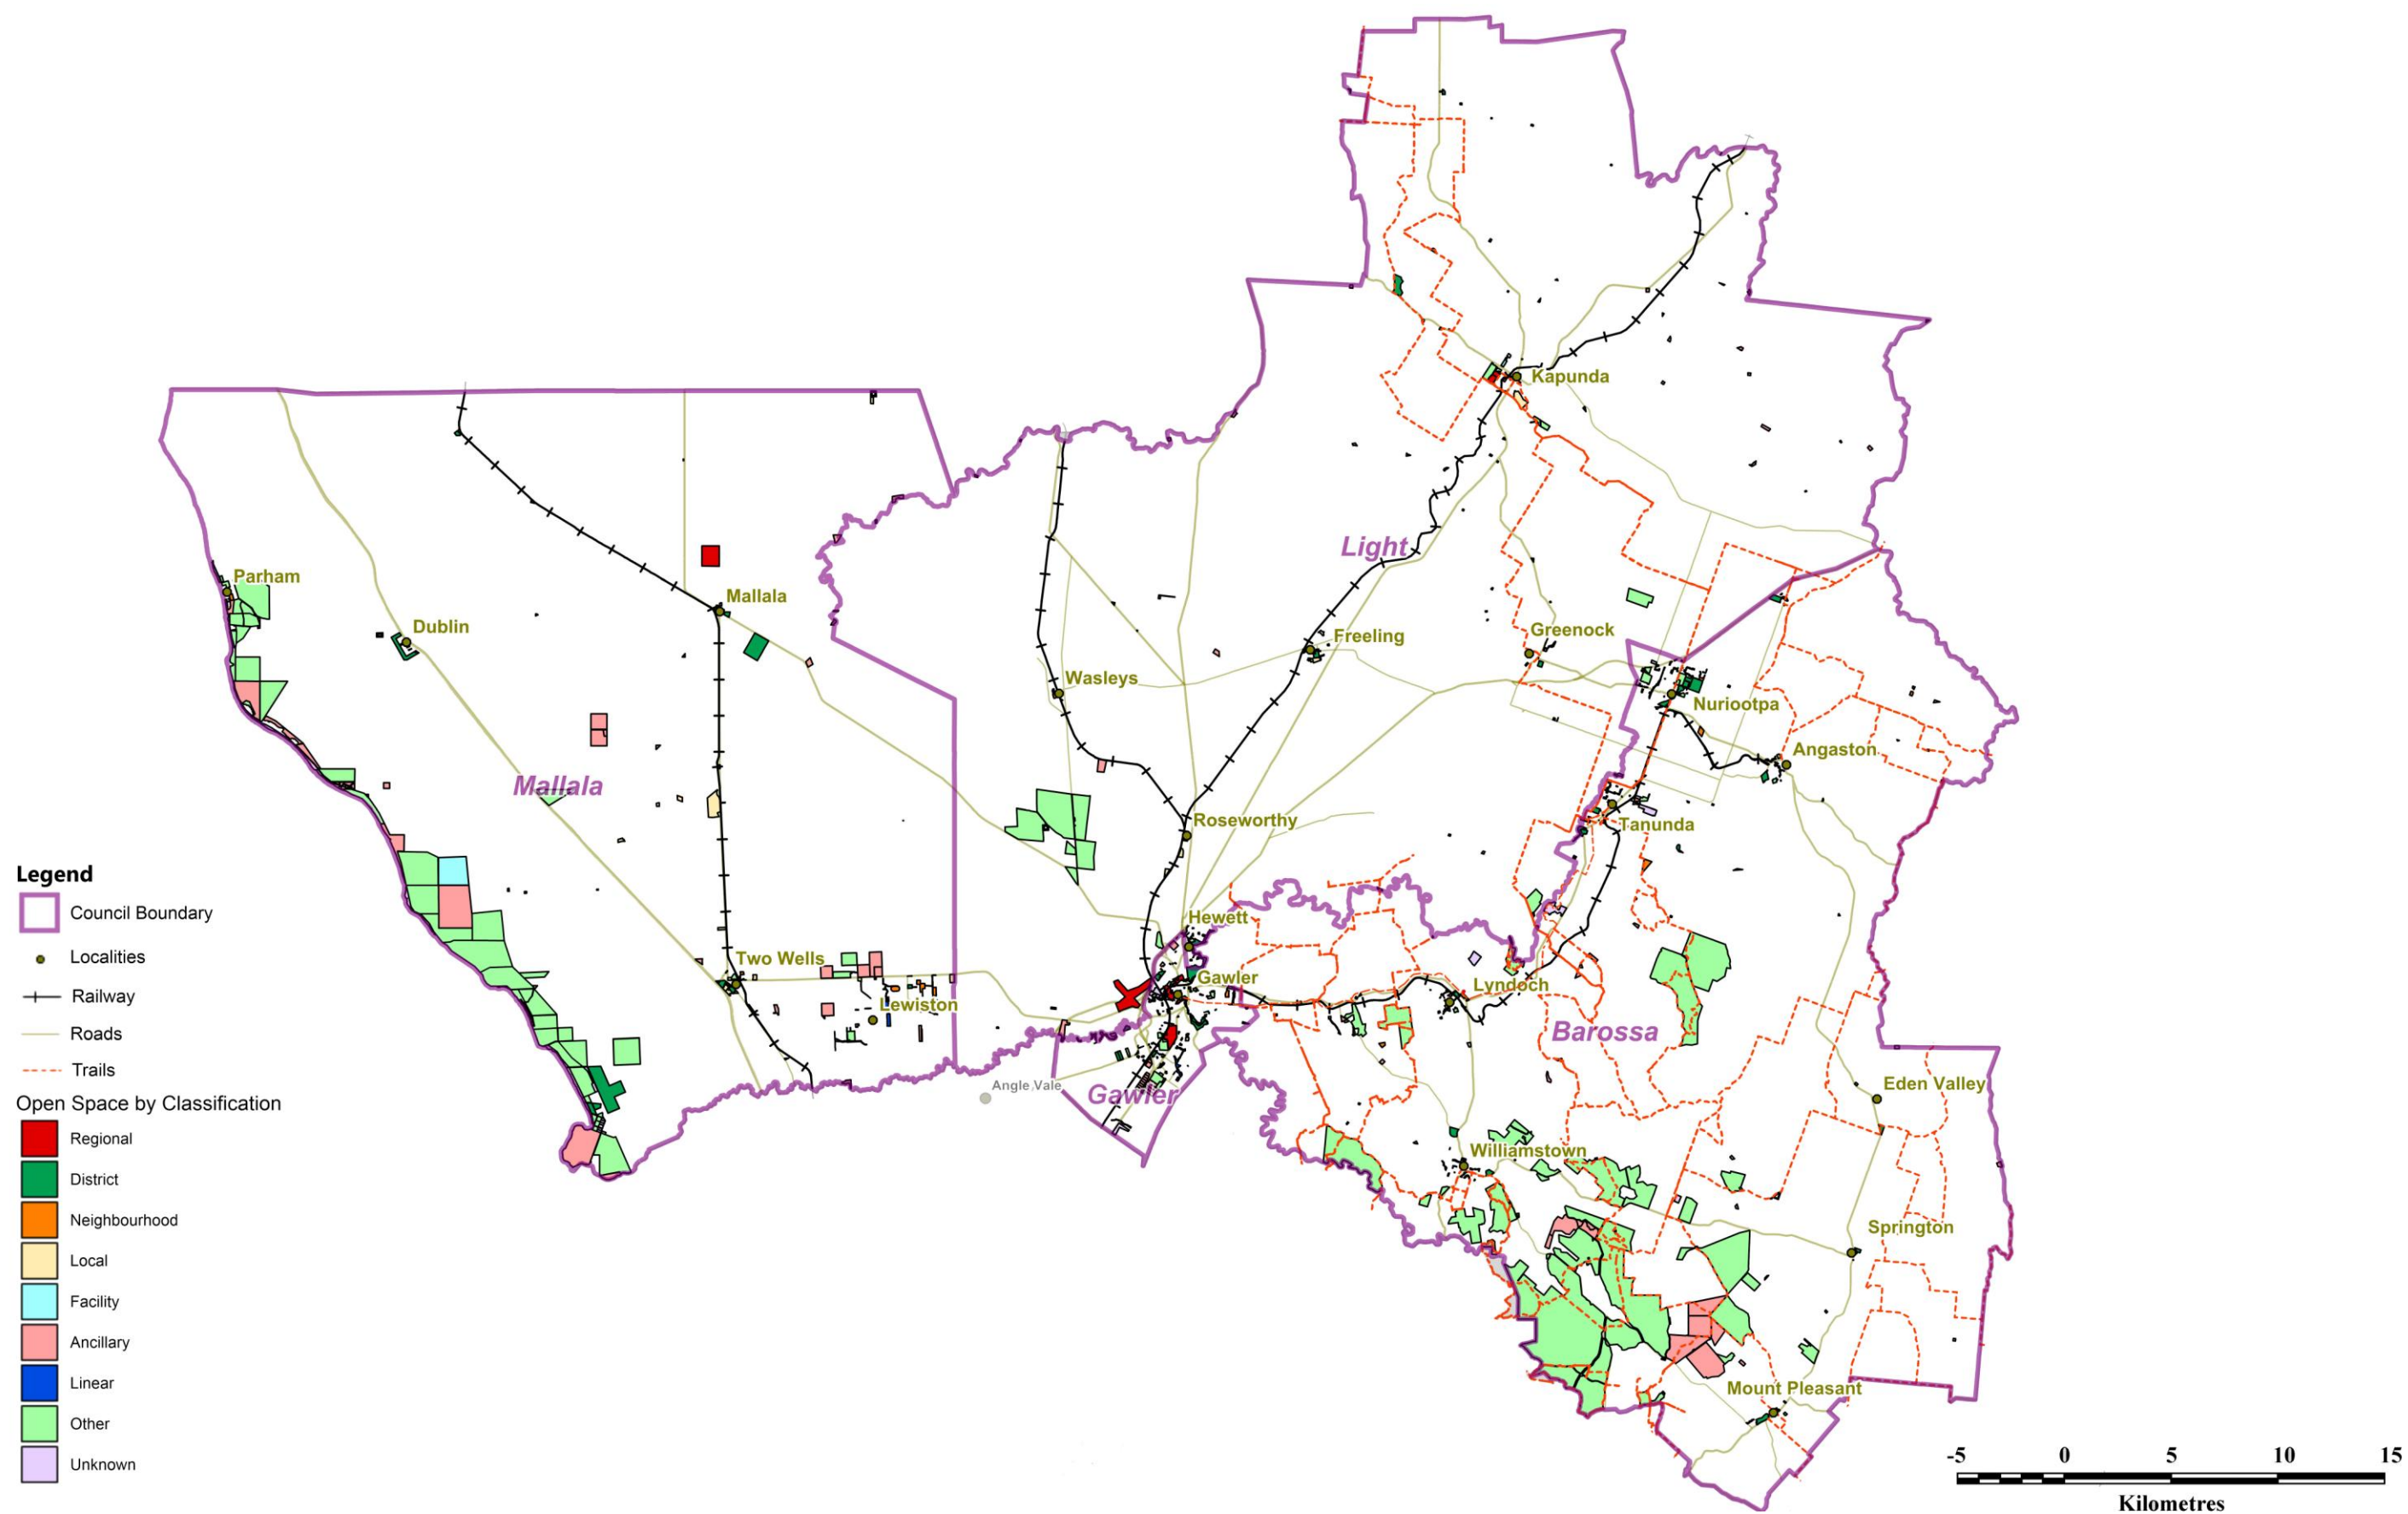 Kapunda
Light
Parham
Mallala
Dublin
Greenock
Freeling
Wasleys
Nuriootpa
Angaston
Mallala
Roseworthy
Tanunda
Legend
Council Boundary
Localities
Railway
Roads
Trails
Open Space by Classification
Regional
District
Neighbourhood
Local
Facility
Ancillary
Linear
Other
Unknown
Hewett
Two Wells
Gawler
Lyndoch
Lewiston
Barossa
Angle Vale
Gawler
Eden Valley
Williamstown
Springton
Mount Pleasant
-5 0 5 10 15
Kilometres